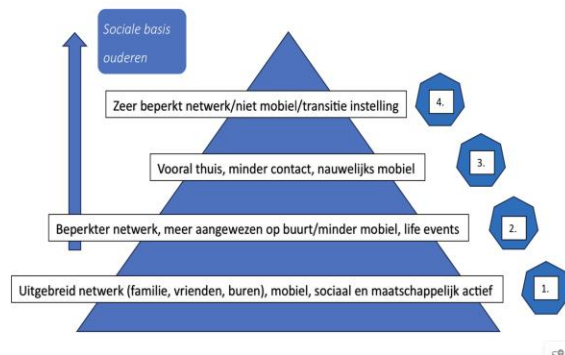 Sociale basis
ouderen
Zeer beperkt netwerk/niet mobiel/transitie instelling
4.
Vooral thuis, minder contact, nauwelijks mobiel
3.
Beperkter netwerk, meer aangewezen op buurt/minder mobiel, life events
2.
Uitgebreid netwerk (familie, vrienden, buren), mobiel, sociaal en maatschappelijk actief
1.